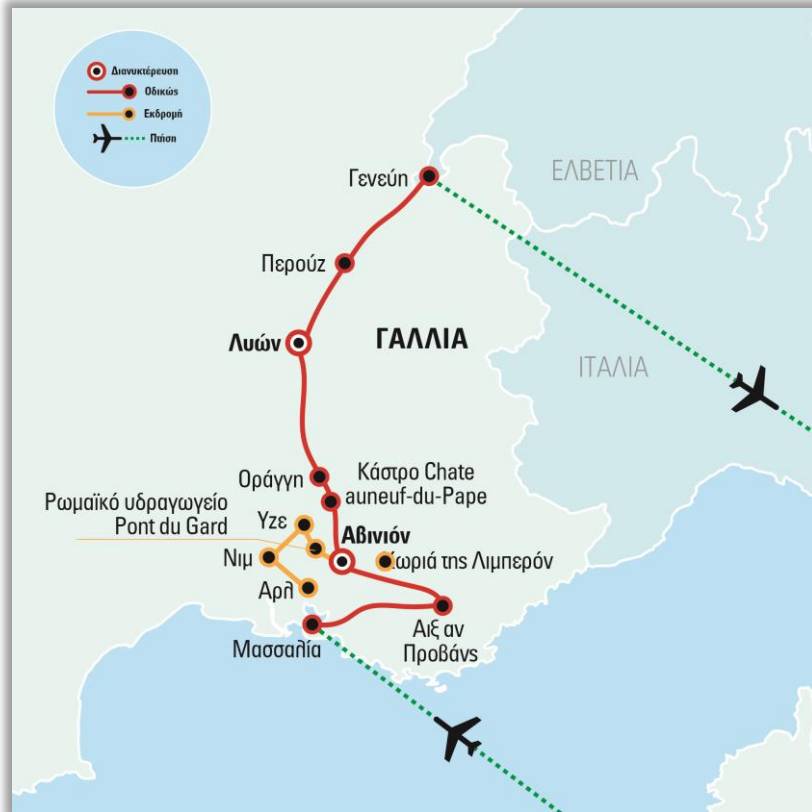 Διανυκτέρευση
Οδικώς
Εκδρομή
Πτήση
Γενεύη
ΕΛΒΕΤΙΑ
Περούζ
Λυών
ΓΑΛΛΙΑ
ΙΤΑΛΙΑ
Οράγγη
Κάστρο Chate
auneuf-du-Pape
Ρωμαϊκό υδραγωγείο
Pont du Gard
Υζε
Αβινιόν
Νιμ
Χωριά της Λιμπερόν
Αρλ
Μασσαλία
Αιξ αν
Προβάνς